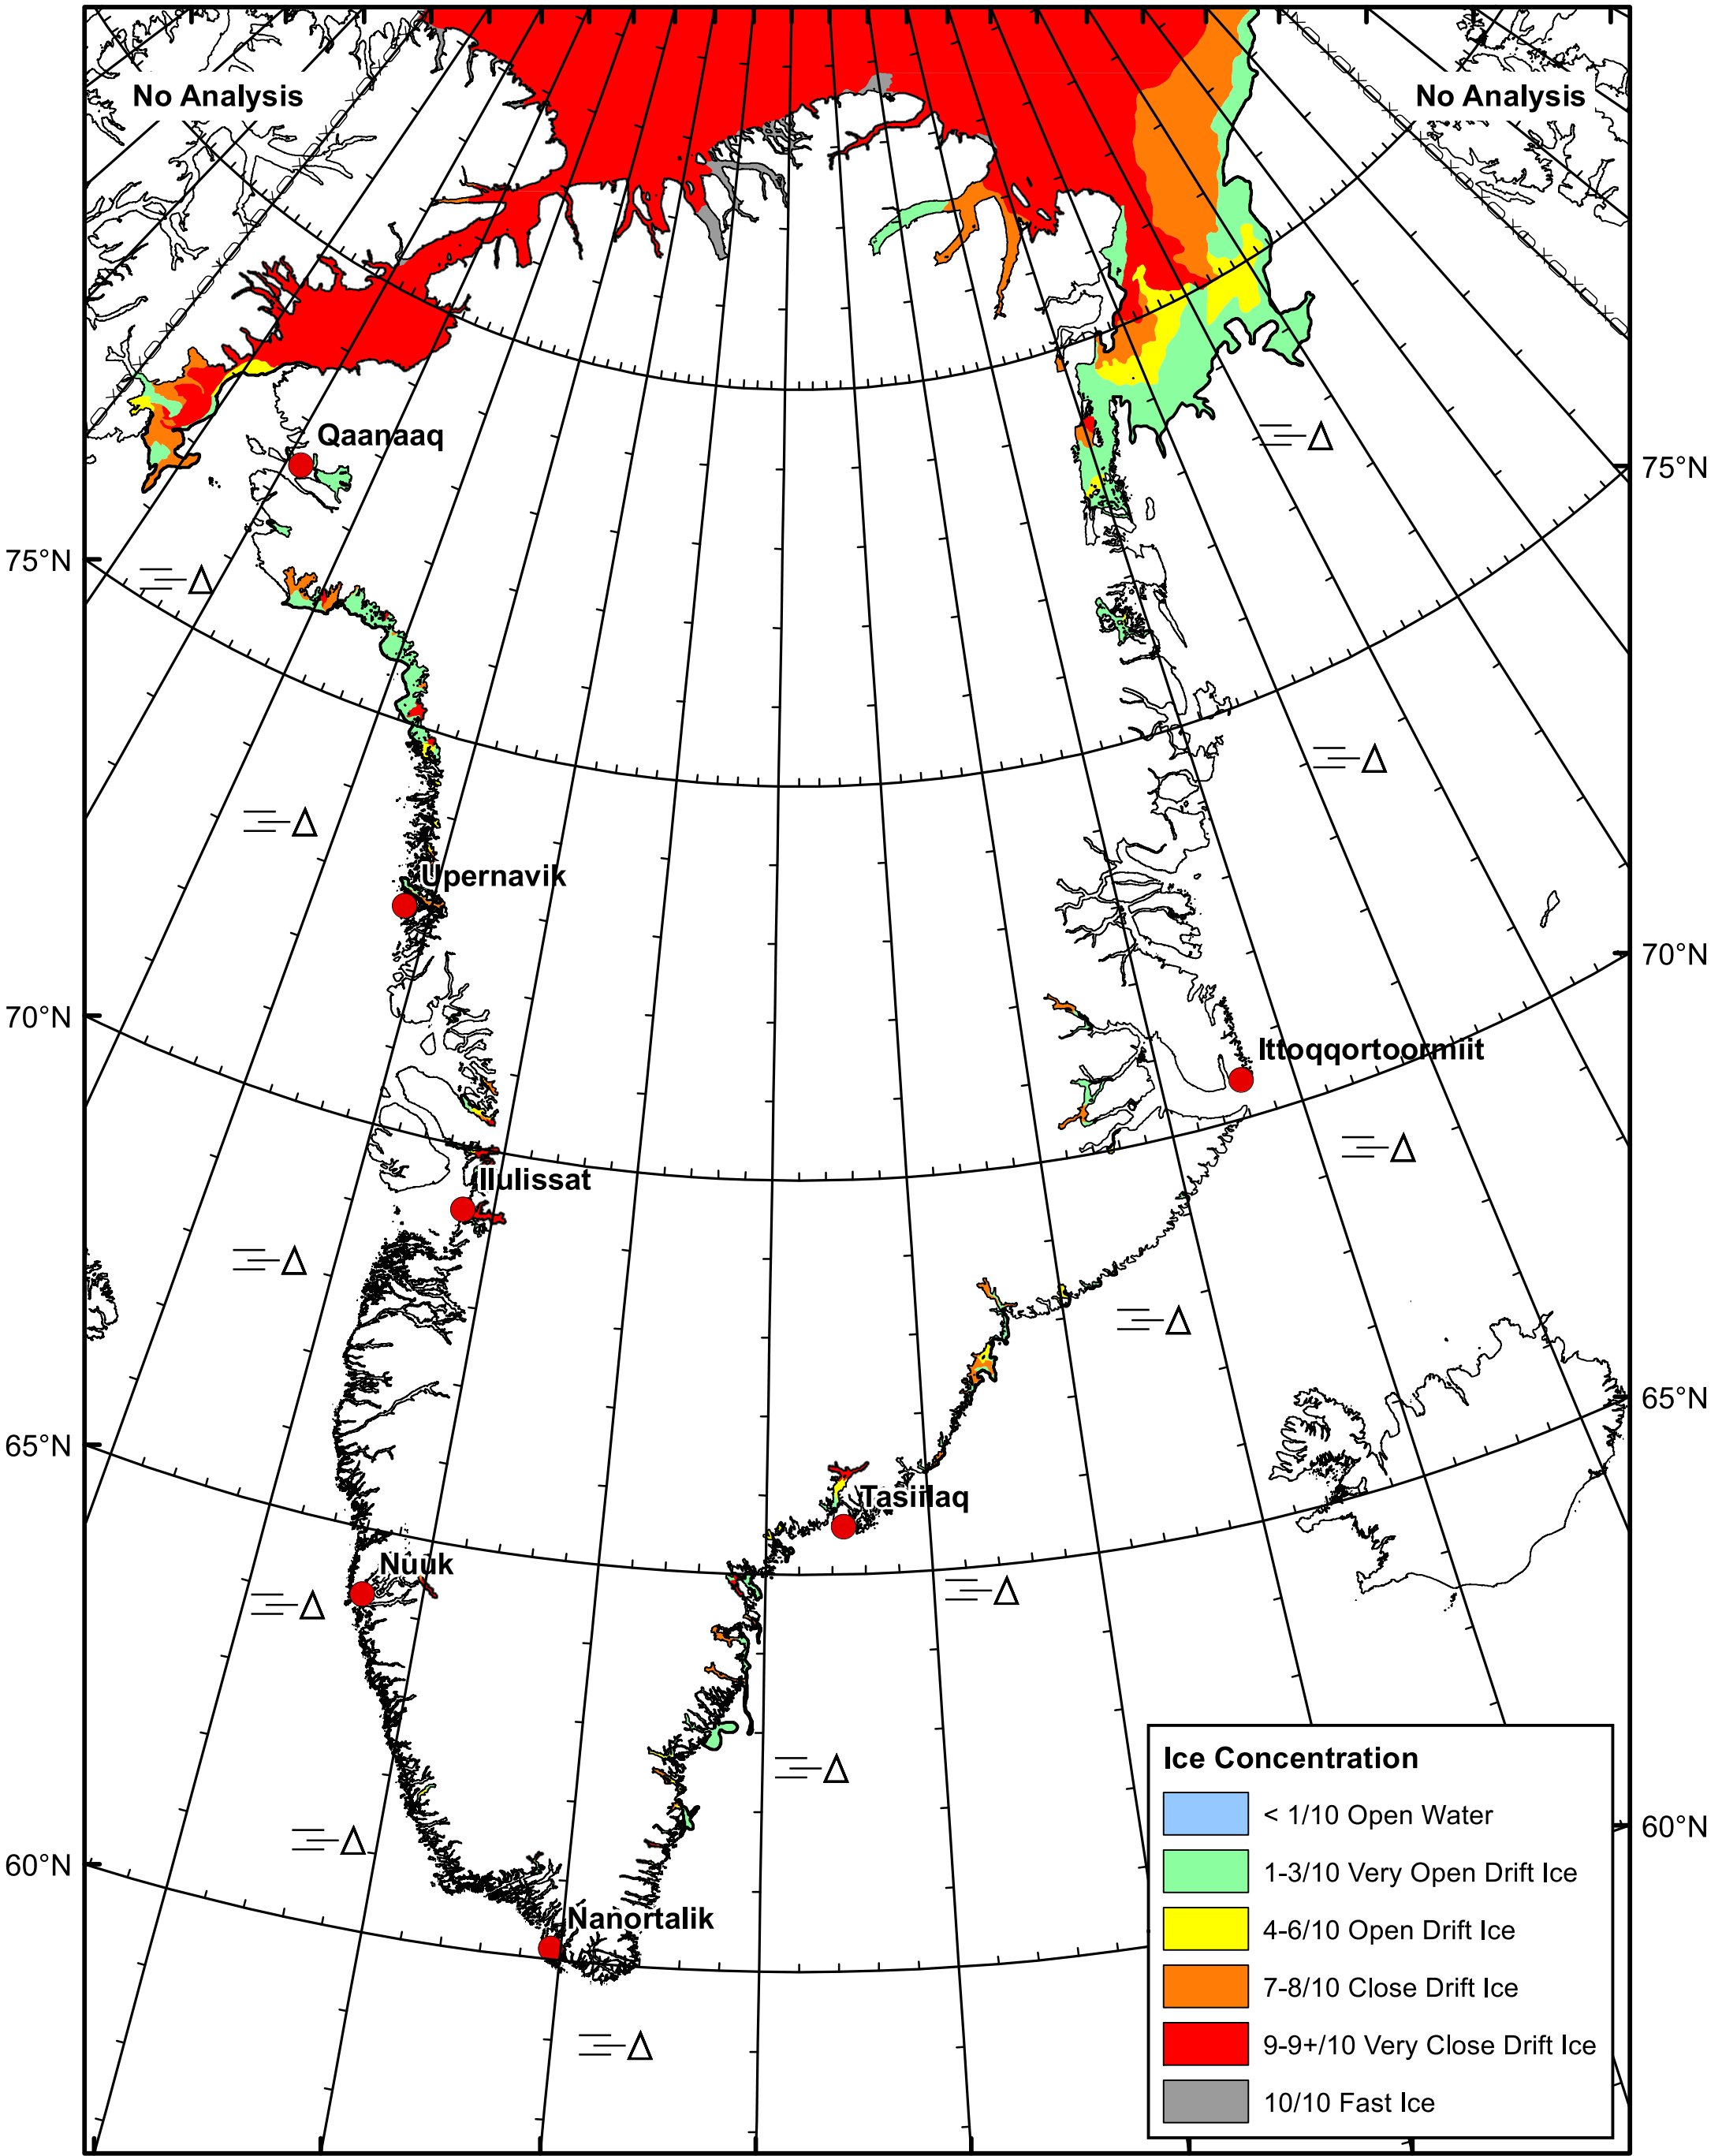 No Analysis
No Analysis
Qaanaaq
75°N
75°N
Upernavik
70°N
70°N
Ittoqqortoormiit
Ilulissat
65°N
65°N
Tasiilaq
Nuuk
60°N
60°N
Nanortalik
Ice Concentration
< 1/10 Open Water
1-3/10 Very Open Drift Ice
4-6/10 Open Drift Ice
7-8/10 Close Drift Ice
9-9+/10 Very Close Drift Ice
10/10 Fast Ice